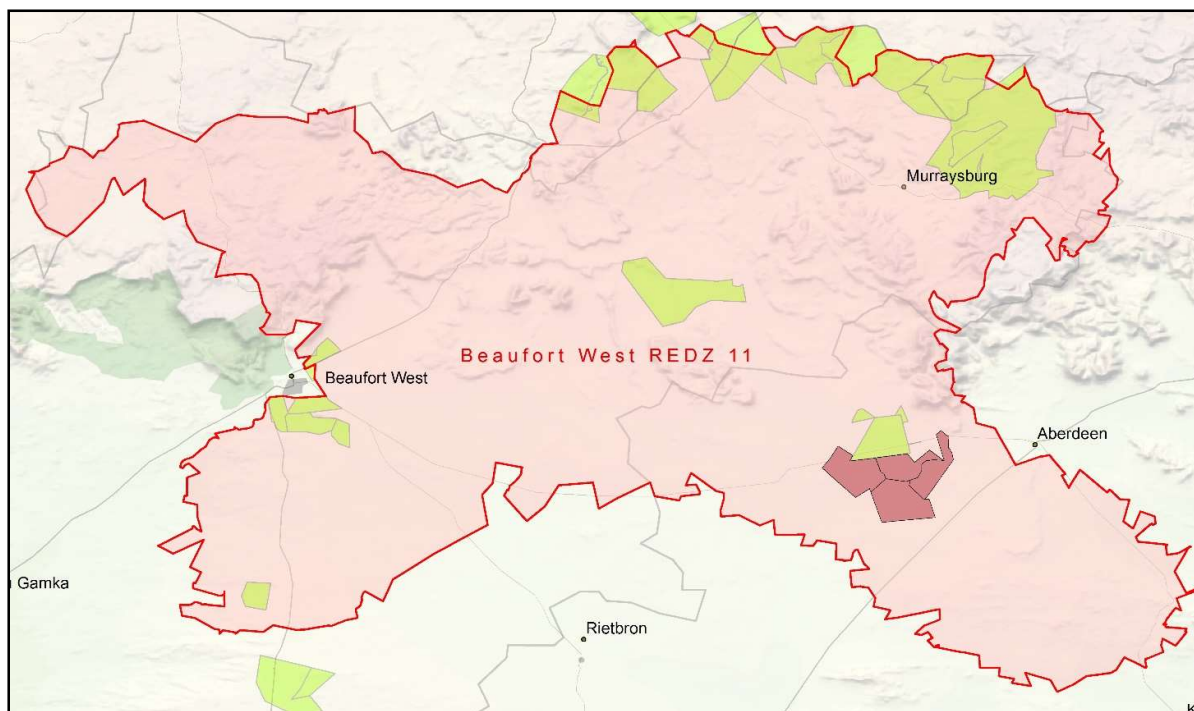 Murraysburg
Beaufort West REDZ 11
Beaufort West
Aberdeen
Gamka
Rietbron
K